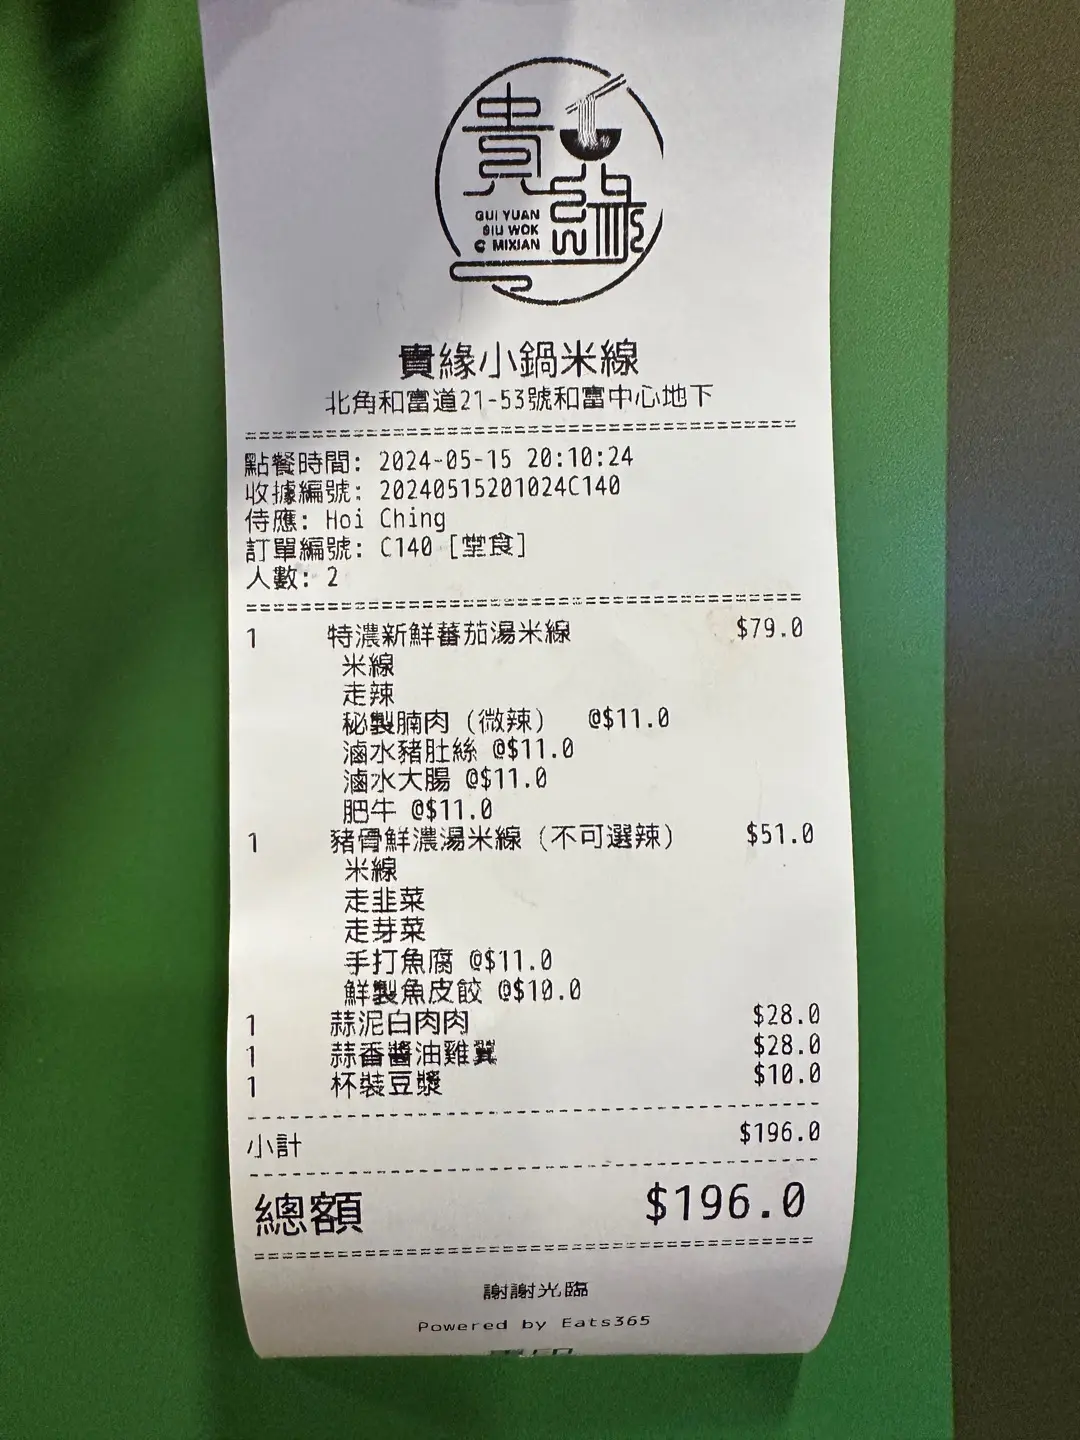 貴緣
GUI YUAN
SIU WOK
MIXIAN
貴緣小鍋米線
北角和富道21-53號和富中心地下
點餐時間: 2024-05-15 20:10:24
收據編號: 20240515201024C140
侍應: Hoi Ching
訂單編號: C140 [堂食]
人數: 2
1 特濃新鮮蕃茄湯米線 $79.0
米線
走辣
秘製腩肉 (微辣) @$11.0
滷水豬肚絲 @$11.0
滷水大腸 @$11.0
肥牛 @$11.0
1 豬骨鮮濃湯米線 (不可選辣) $51.0
米線
走韭菜
走芽菜
手打魚腐 @$11.0
鮮製魚皮餃 @$10.0
1 蒜泥白肉肉 $28.0
1 蒜香醬油雞翼 $28.0
1 杯裝豆漿 $10.0
小計 $196.0
總額 $196.0
謝謝光臨
Powered by Eats365